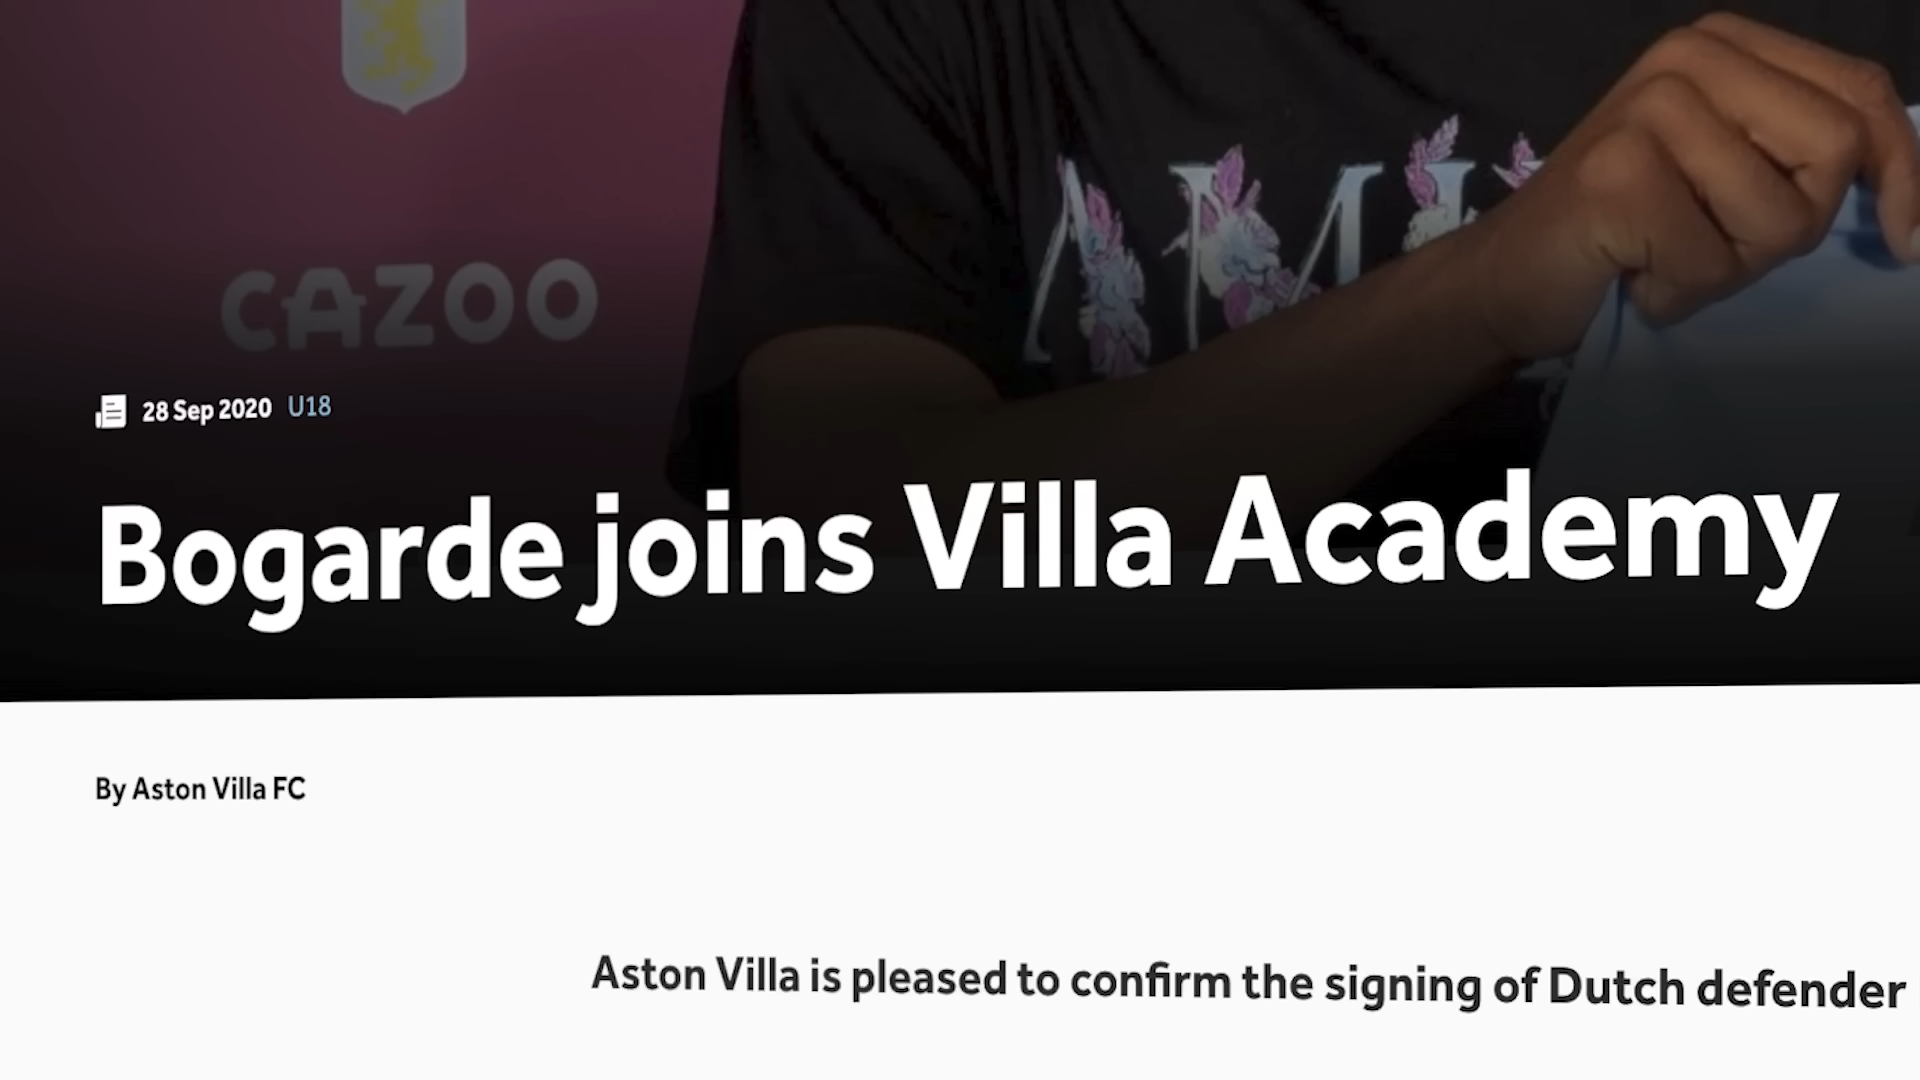 CAZOO
AMI
28 Sep 2020 U18
Bogarde joins Villa Academy
By Aston Villa FC
Aston Villa is pleased to confirm the signing of Dutch defender